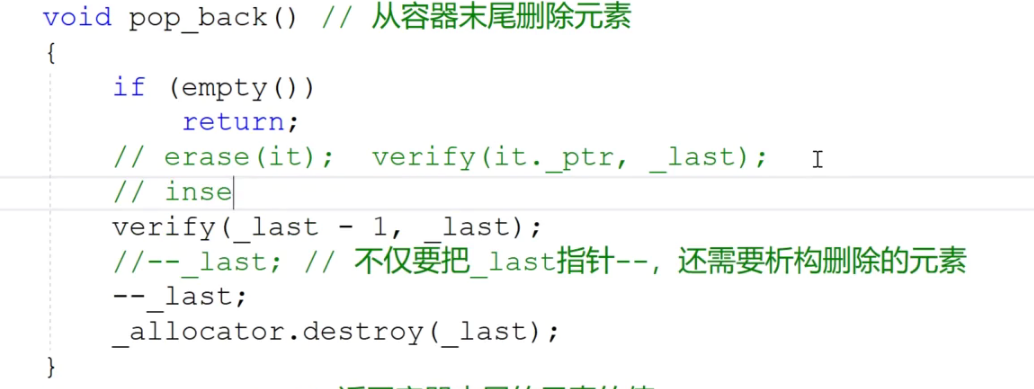 void pop_back() // 从容器末尾删除元素
{
if (empty())
return;
// erase(it);  verify(it._ptr, _last);
// inse
verify(_last - 1, _last);
//--_last; // 不仅要把_last指针--，还需要析构删除的元素
--_last;
_allocator.destroy(_last);
}